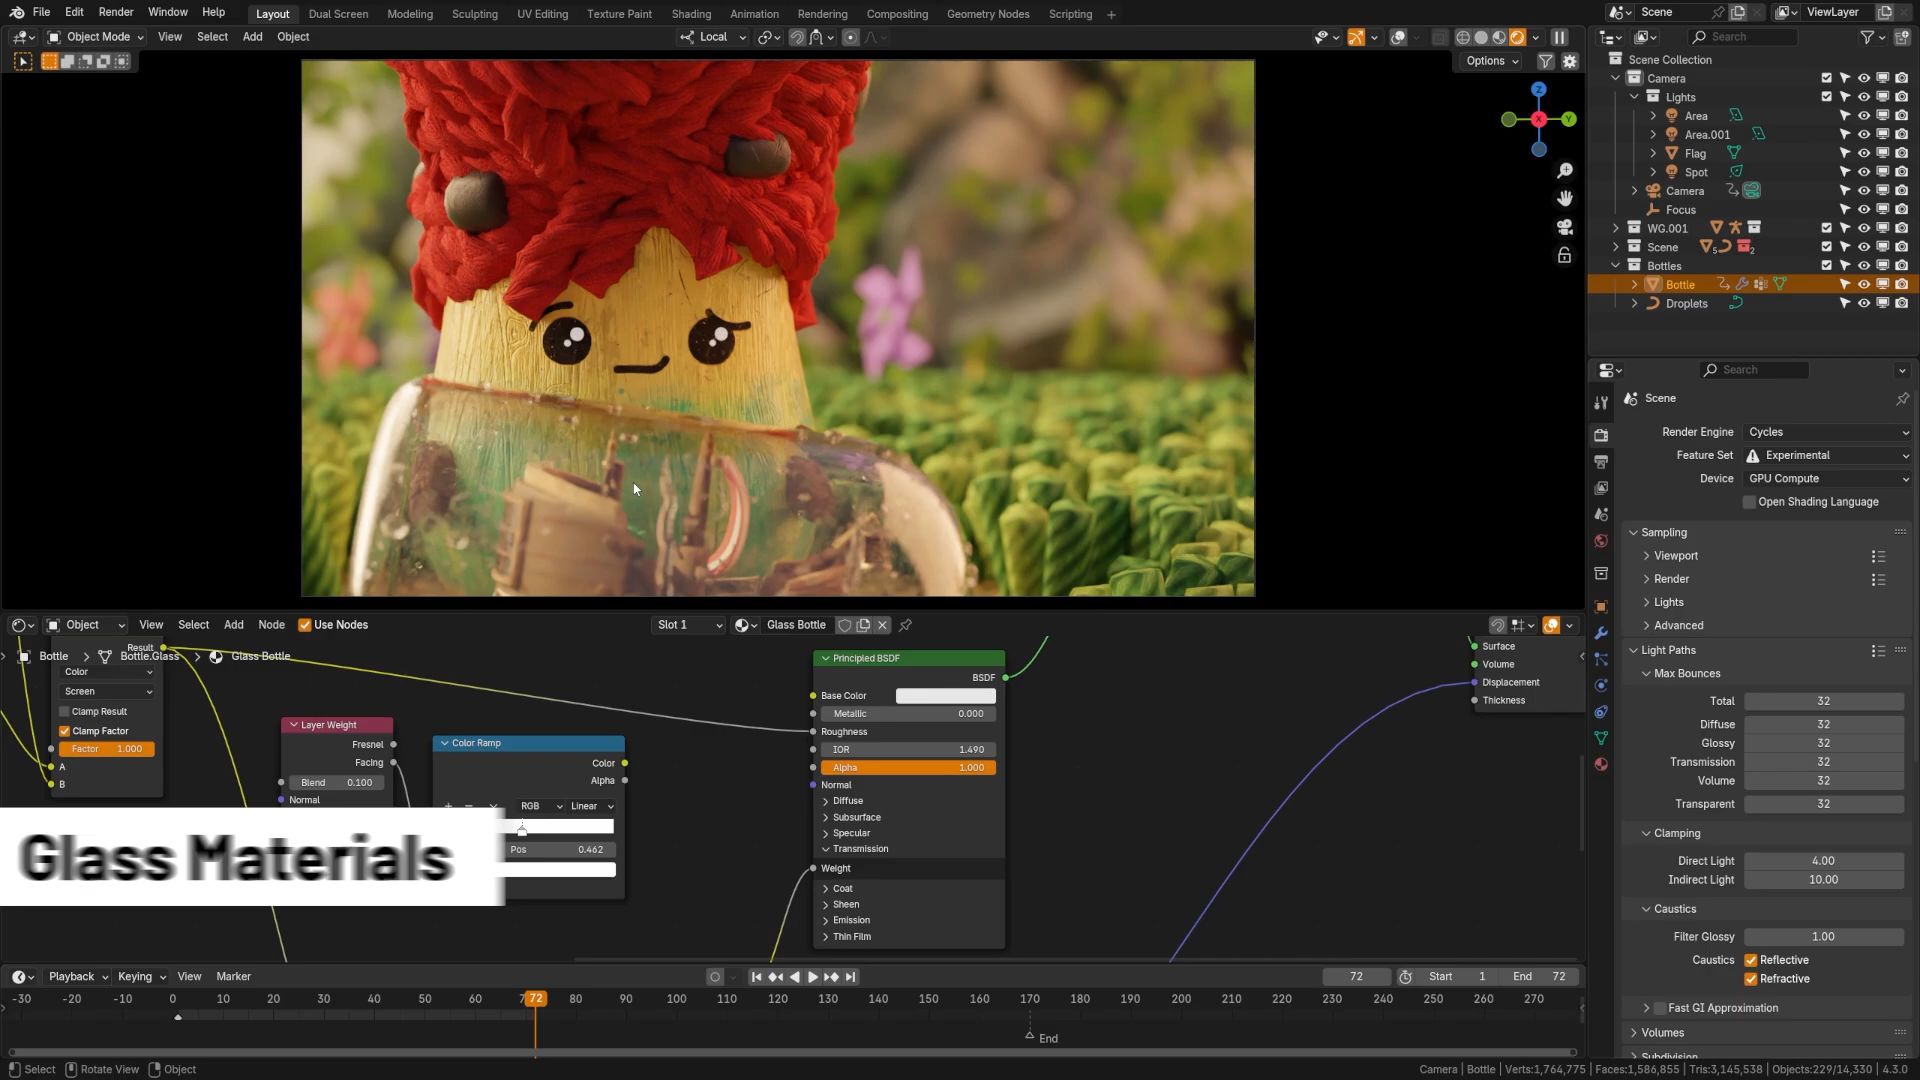 File Edit Render Window Help Layout Dual Screen Modeling Sculpting UV Editing Texture Paint Shading Animation Rendering Compositing Geometry Nodes Scripting + Scene ViewLayer
Object Mode View Select Add Object Local Search
Options
Scene Collection
Camera
Lights
Area
Area.001
Flag
Spot
Camera
Focus
WG.001
Scene 5 2
Bottles
Bottle
Droplets
Z
X Y
Search
Scene
Render Engine Cycles
Feature Set Experimental
Device GPU Compute
Open Shading Language
Sampling
Viewport
Render
Lights
Advanced
Light Paths
Max Bounces
Total 32
Diffuse 32
Glossy 32
Transmission 32
Volume 32
Transparent 32
Clamping
Direct Light 4.00
Indirect Light 10.00
Caustics
Filter Glossy 1.00
Caustics Reflective
Refractive
Fast GI Approximation
Volumes
Subdivision
Object View Select Add Node Use Nodes Slot 1 Glass Bottle
Bottle Bottle.Glass Glass Bottle
Result
Color
Screen
Clamp Result
Clamp Factor
Factor 1.000
A
B
Layer Weight
Fresnel
Facing
Blend 0.100
Normal
Color Ramp
Color
Alpha
RGB Linear
Pos 0.462
Principled BSDF
BSDF
Base Color
Metallic 0.000
Roughness
IOR 1.490
Alpha 1.000
Normal
Diffuse
Subsurface
Specular
Transmission
Weight
Coat
Sheen
Emission
Thin Film
Surface
Volume
Displacement
Thickness
Glass Materials
Playback Keying View Marker 72 Start 1 End 72
-30 -20 -10 0 10 20 30 40 50 60 72 80 90 100 110 120 130 140 150 160 170 180 190 200 210 220 230 240 250 260 270
End
Select Rotate View Object Camera | Bottle | Verts:1,764,775 | Faces:1,586,855 | Tris:3,145,538 | Objects:229/14,330 | 4.3.0